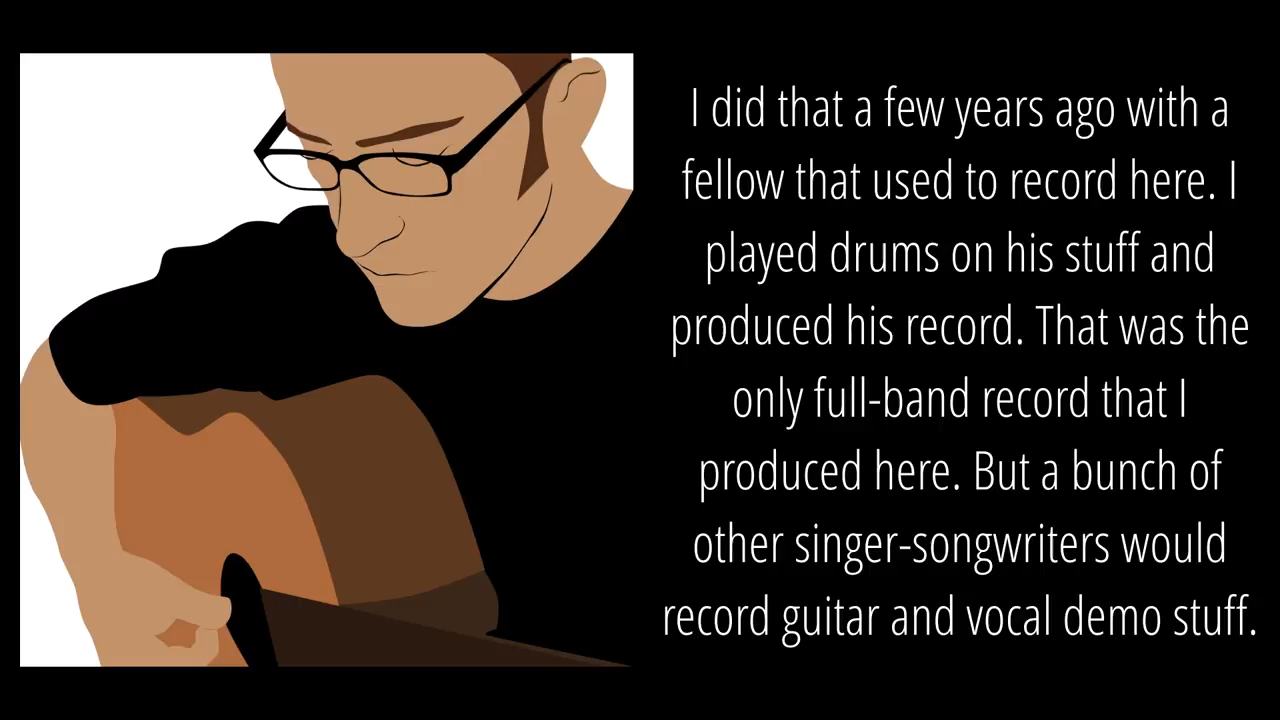 I did that a few years ago with a
fellow that used to record here. I
played drums on his stuff and
produced his record. That was the
only full-band record that I
produced here. But a bunch of
other singer-songwriters would
record guitar and vocal demo stuff.